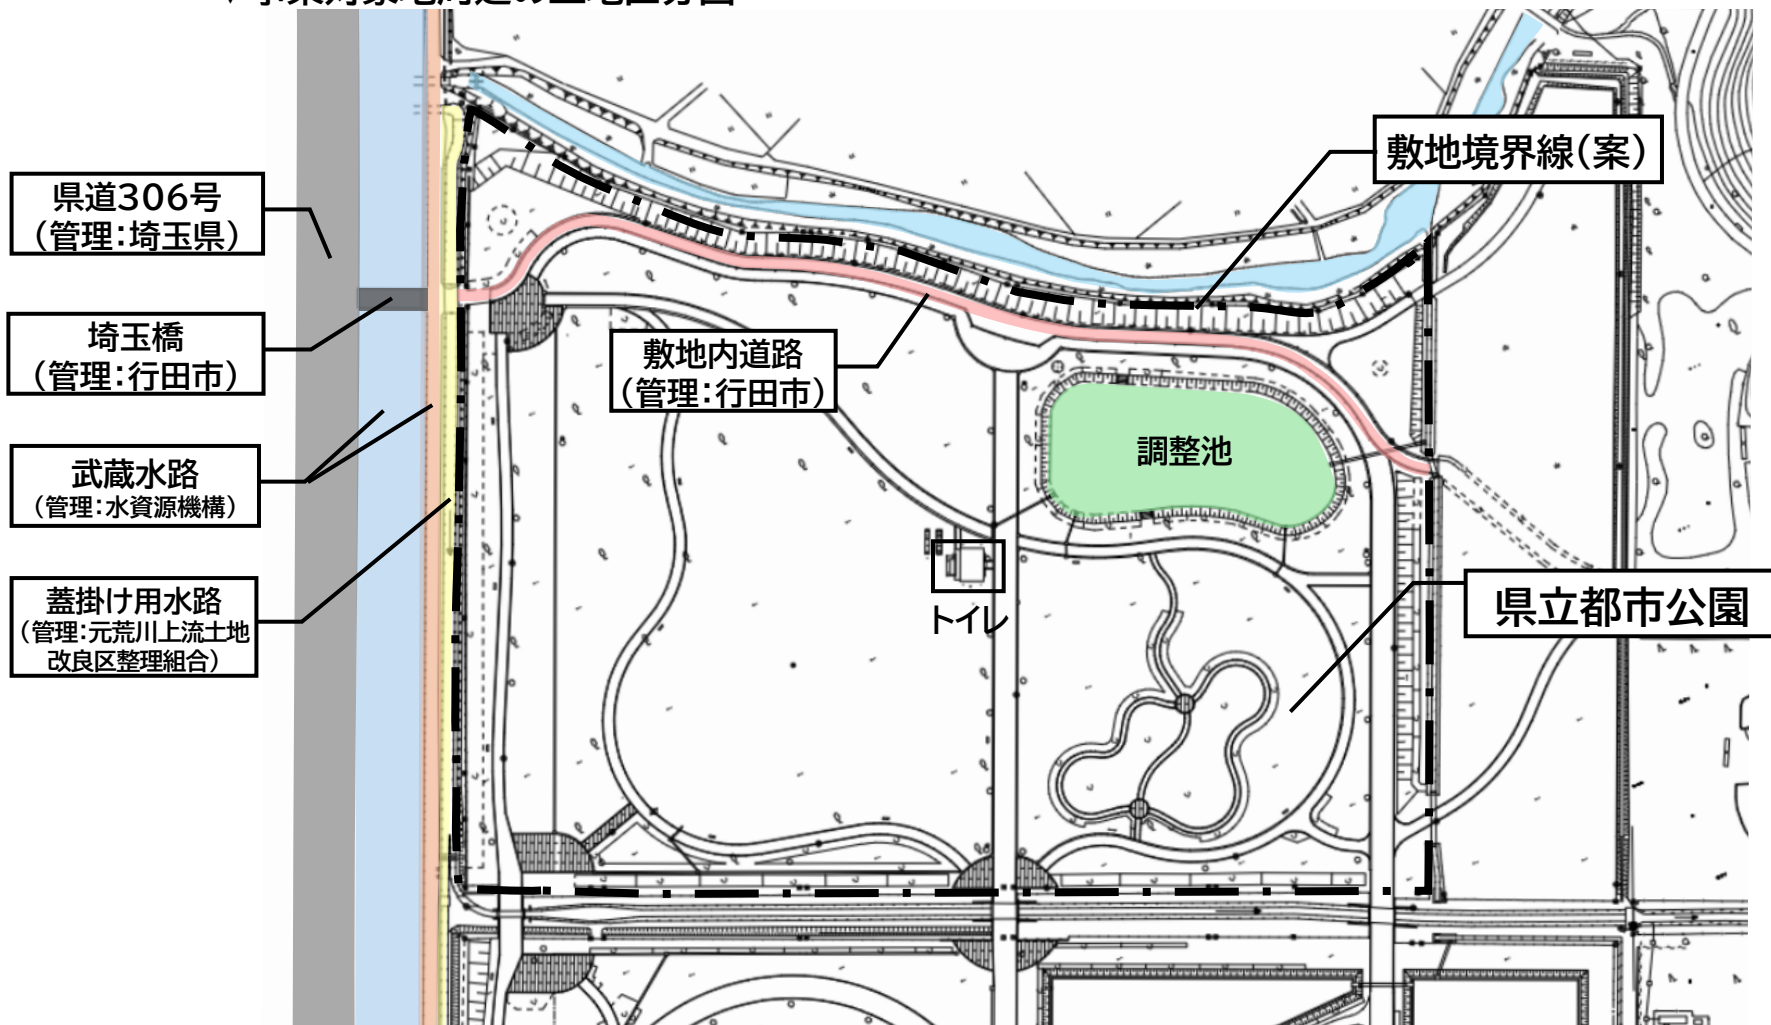 県道306号
（管理：埼玉県）
埼玉橋
（管理：行田市）
武蔵水路
（管理：水資源機構）
蓋掛け用水路
（管理：元荒川上流土地
改良区整理組合）
敷地境界線（案）
敷地内道路
（管理：行田市）
調整池
トイレ
県立都市公園